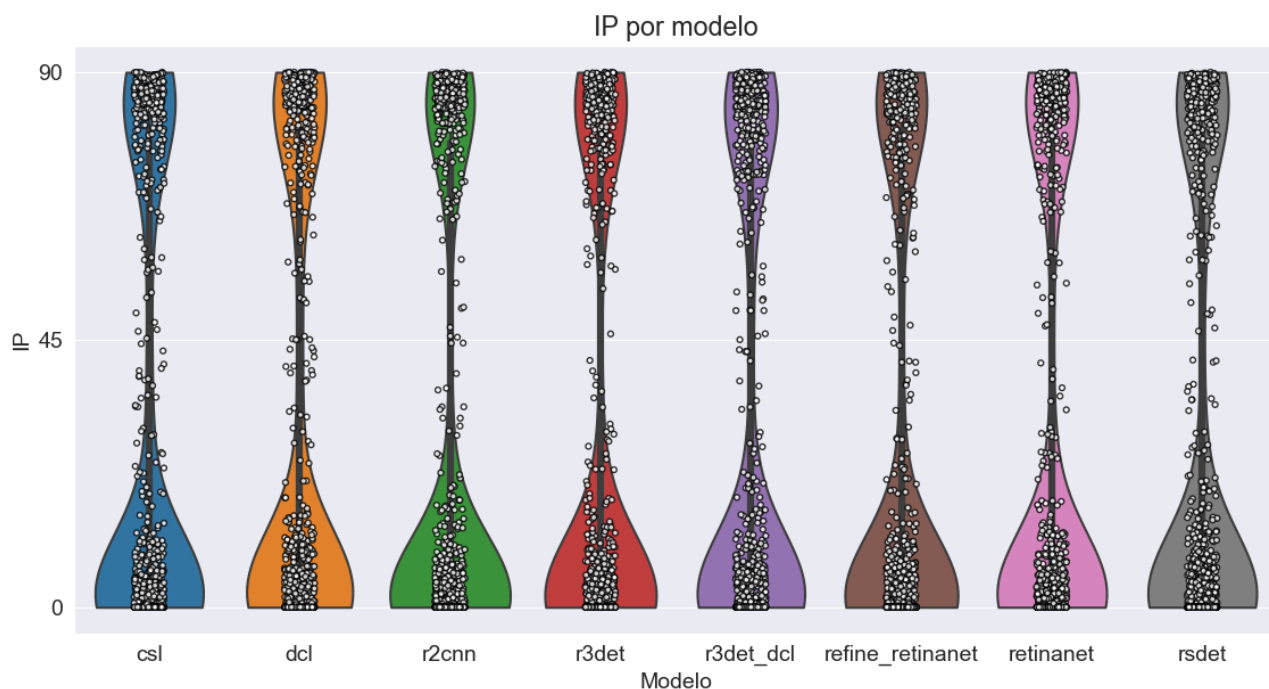 IP por modelo
90
45
0
IP
csl dcl r2cnn r3det r3det_dcl refine_retinanet retinanet rsdet
Modelo